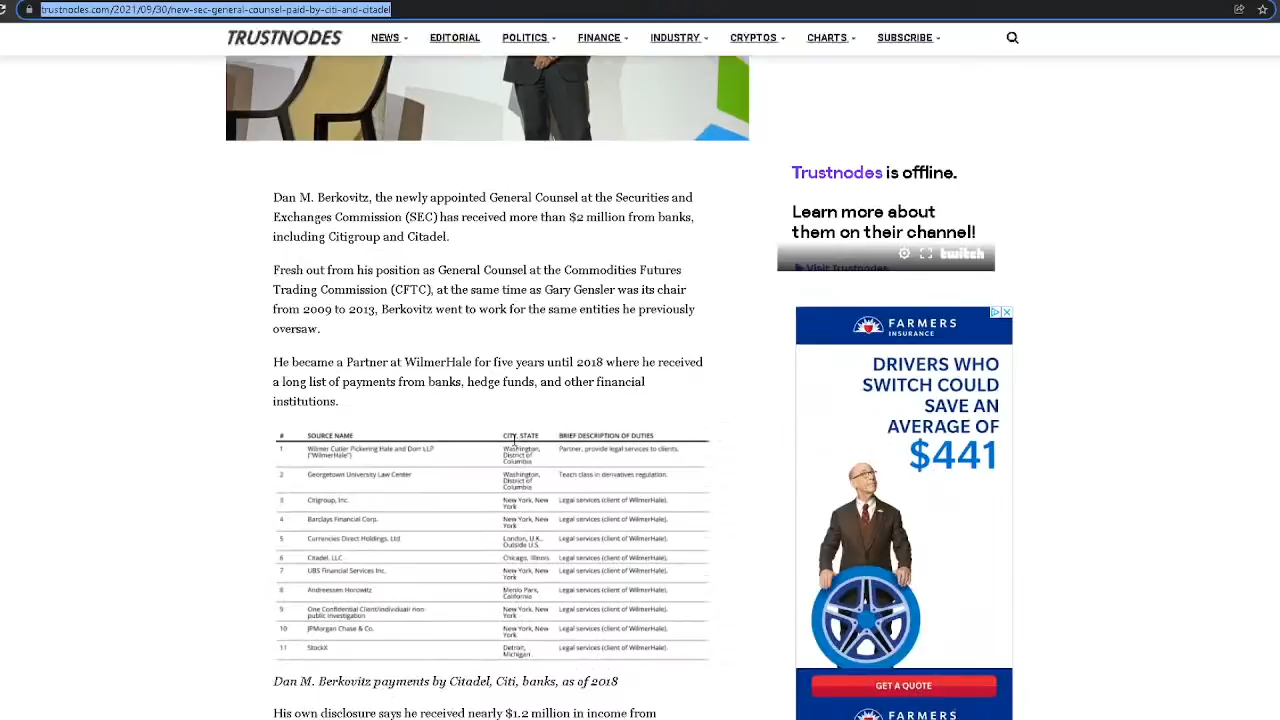 trustnodes.com/2021/09/30/new-sec-general-counsel-paid-by-citi-and-citadel
TRUSTNODES
NEWS
EDITORIAL
POLITICS
FINANCE
INDUSTRY
CRYPTOS
CHARTS
SUBSCRIBE
Dan M. Berkovitz, the newly appointed General Counsel at the Securities and
Exchanges Commission (SEC) has received more than $2 million from banks,
including Citigroup and Citadel.
Fresh out from his position as General Counsel at the Commodities Futures
Trading Commission (CFTC), at the same time as Gary Gensler was its chair
from 2009 to 2013, Berkovitz went to work for the same entities he previously
oversaw.
He became a Partner at WilmerHale for five years until 2018 where he received
a long list of payments from banks, hedge funds, and other financial
institutions.
# SOURCE NAME CITY, STATE BRIEF DESCRIPTION OF DUTIES
1 Wilmer Cutler Pickering Hale and Dorr LLP Washington, Partner, provide legal services to clients.
("WilmerHale") District of
Columbia
2 Georgetown University Law Center Washington, Teach class in derivatives regulation.
District of
Columbia
3 Citigroup, Inc. New York, New Legal services (client of WilmerHale).
York
4 Barclays Financial Corp. New York, New Legal services (client of WilmerHale).
York
5 Currencies Direct Holdings, Ltd London, U.K., Legal services (client of WilmerHale).
Outside U.S.
6 Citadel, LLC Chicago, Illinois Legal services (client of WilmerHale).
7 UBS Financial Services Inc. New York, New Legal services (client of WilmerHale).
York
8 Andreessen Horowitz Menlo Park, Legal services (client of WilmerHale).
California
9 One Confidential Client/individual/ non- New York, New Legal services (client of WilmerHale).
public investigation York
10 JPMorgan Chase & Co. New York, New Legal services (client of WilmerHale).
York
11 StockX Detroit, Legal services (client of WilmerHale).
Michigan
Dan M. Berkovitz payments by Citadel, Citi, banks, as of 2018
His own disclosure says he received nearly $1.2 million in income from
Trustnodes is offline.
Learn more about
them on their channel!
twitch
Visit Trustnodes
FARMERS
INSURANCE
DRIVERS WHO
SWITCH COULD
SAVE AN
AVERAGE OF
$441
GET A QUOTE
FARMERS